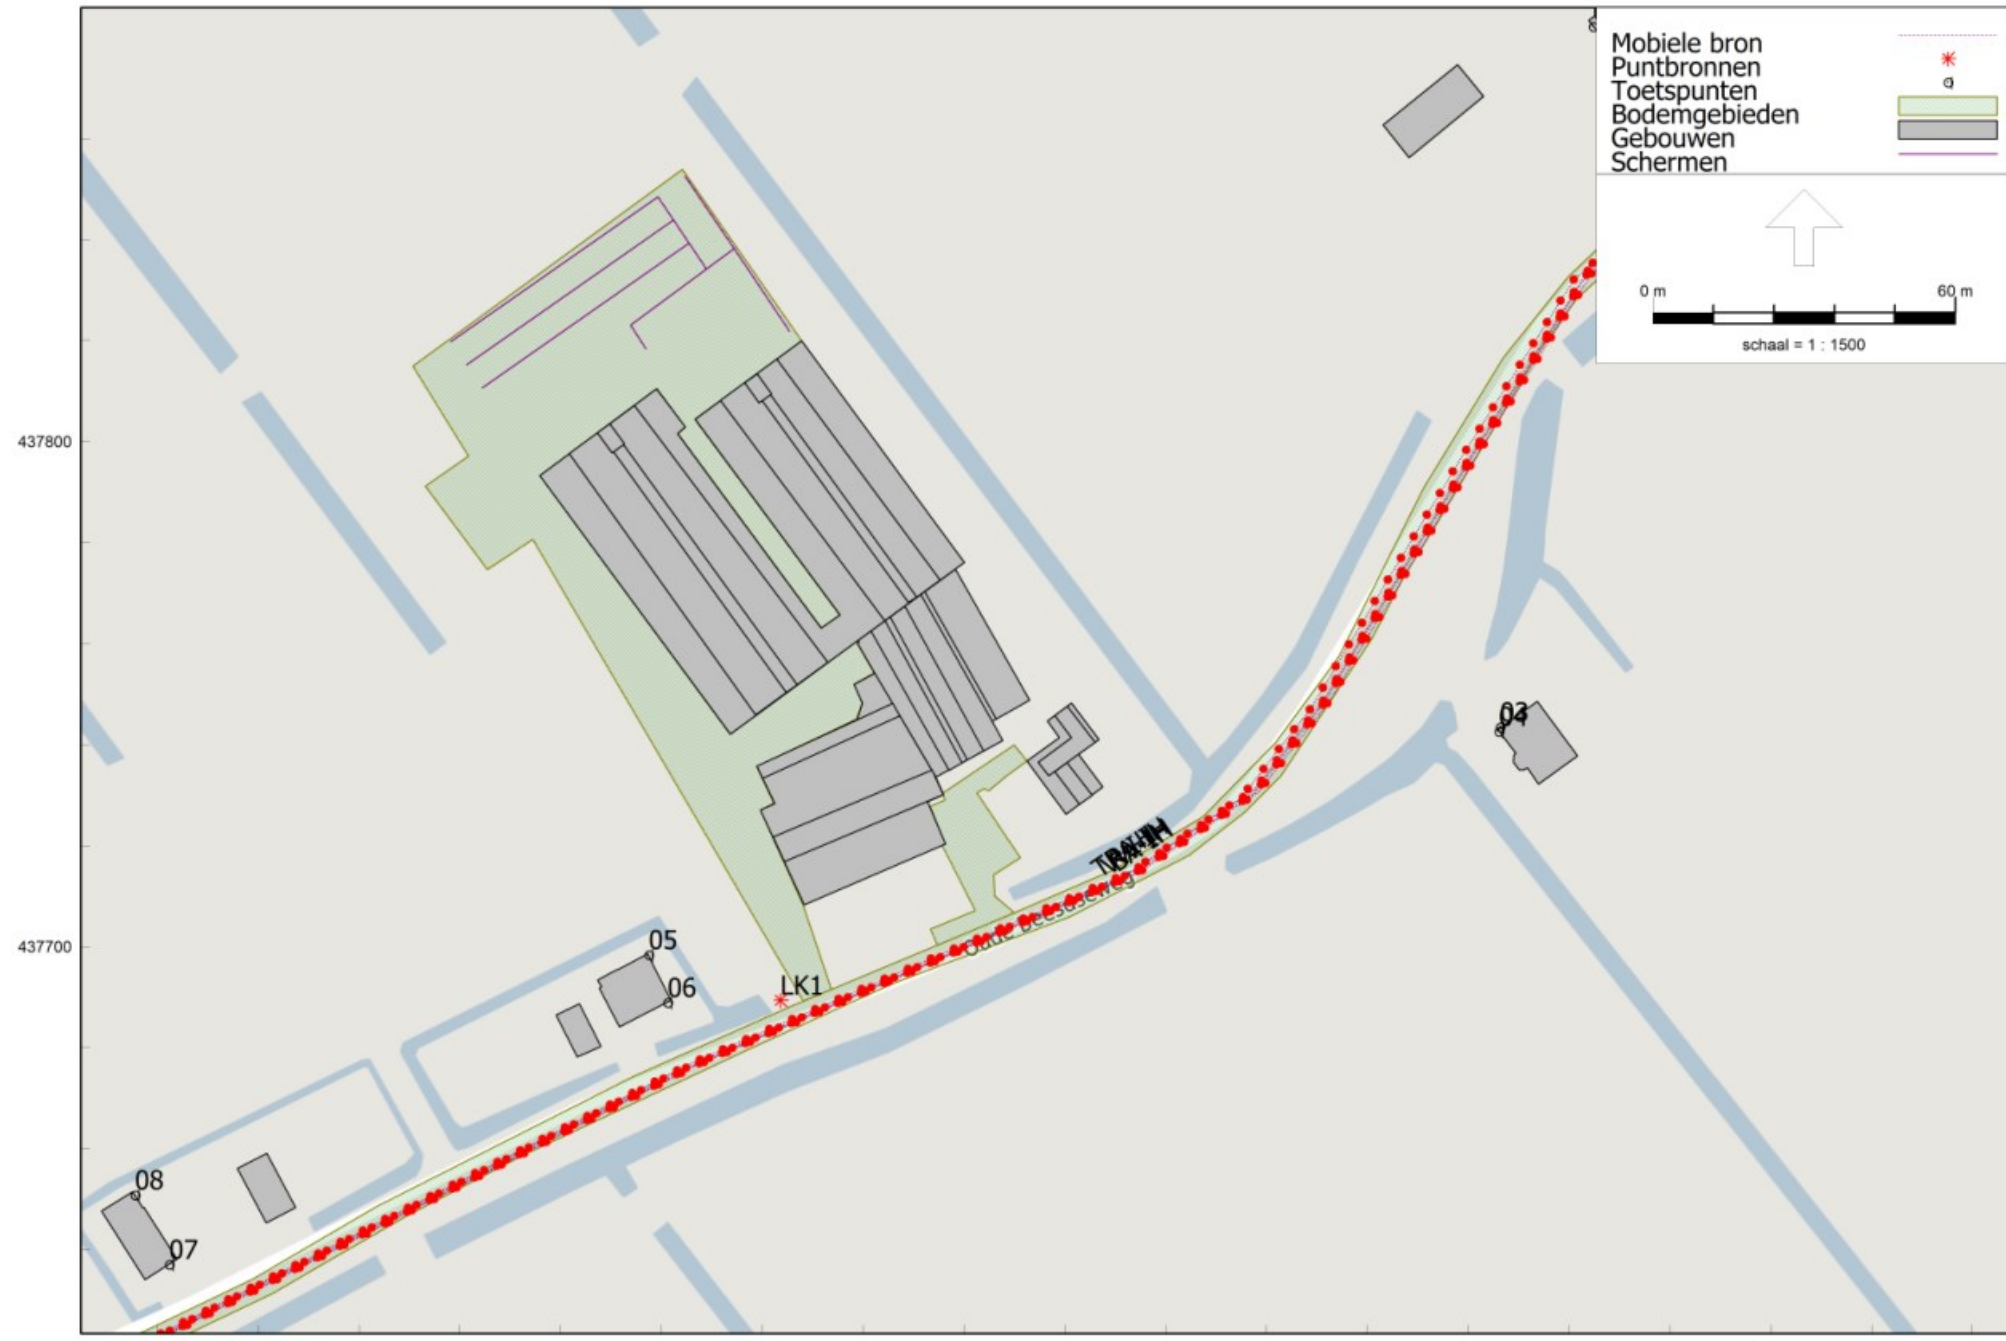 Mobiele bron
Puntbronnen
Toetspunten
Bodemgebieden
Gebouwen
Schermen
0 m
60 m
schaal = 1 : 1500
437800
03
04
437700
05
06
LK1
08
07